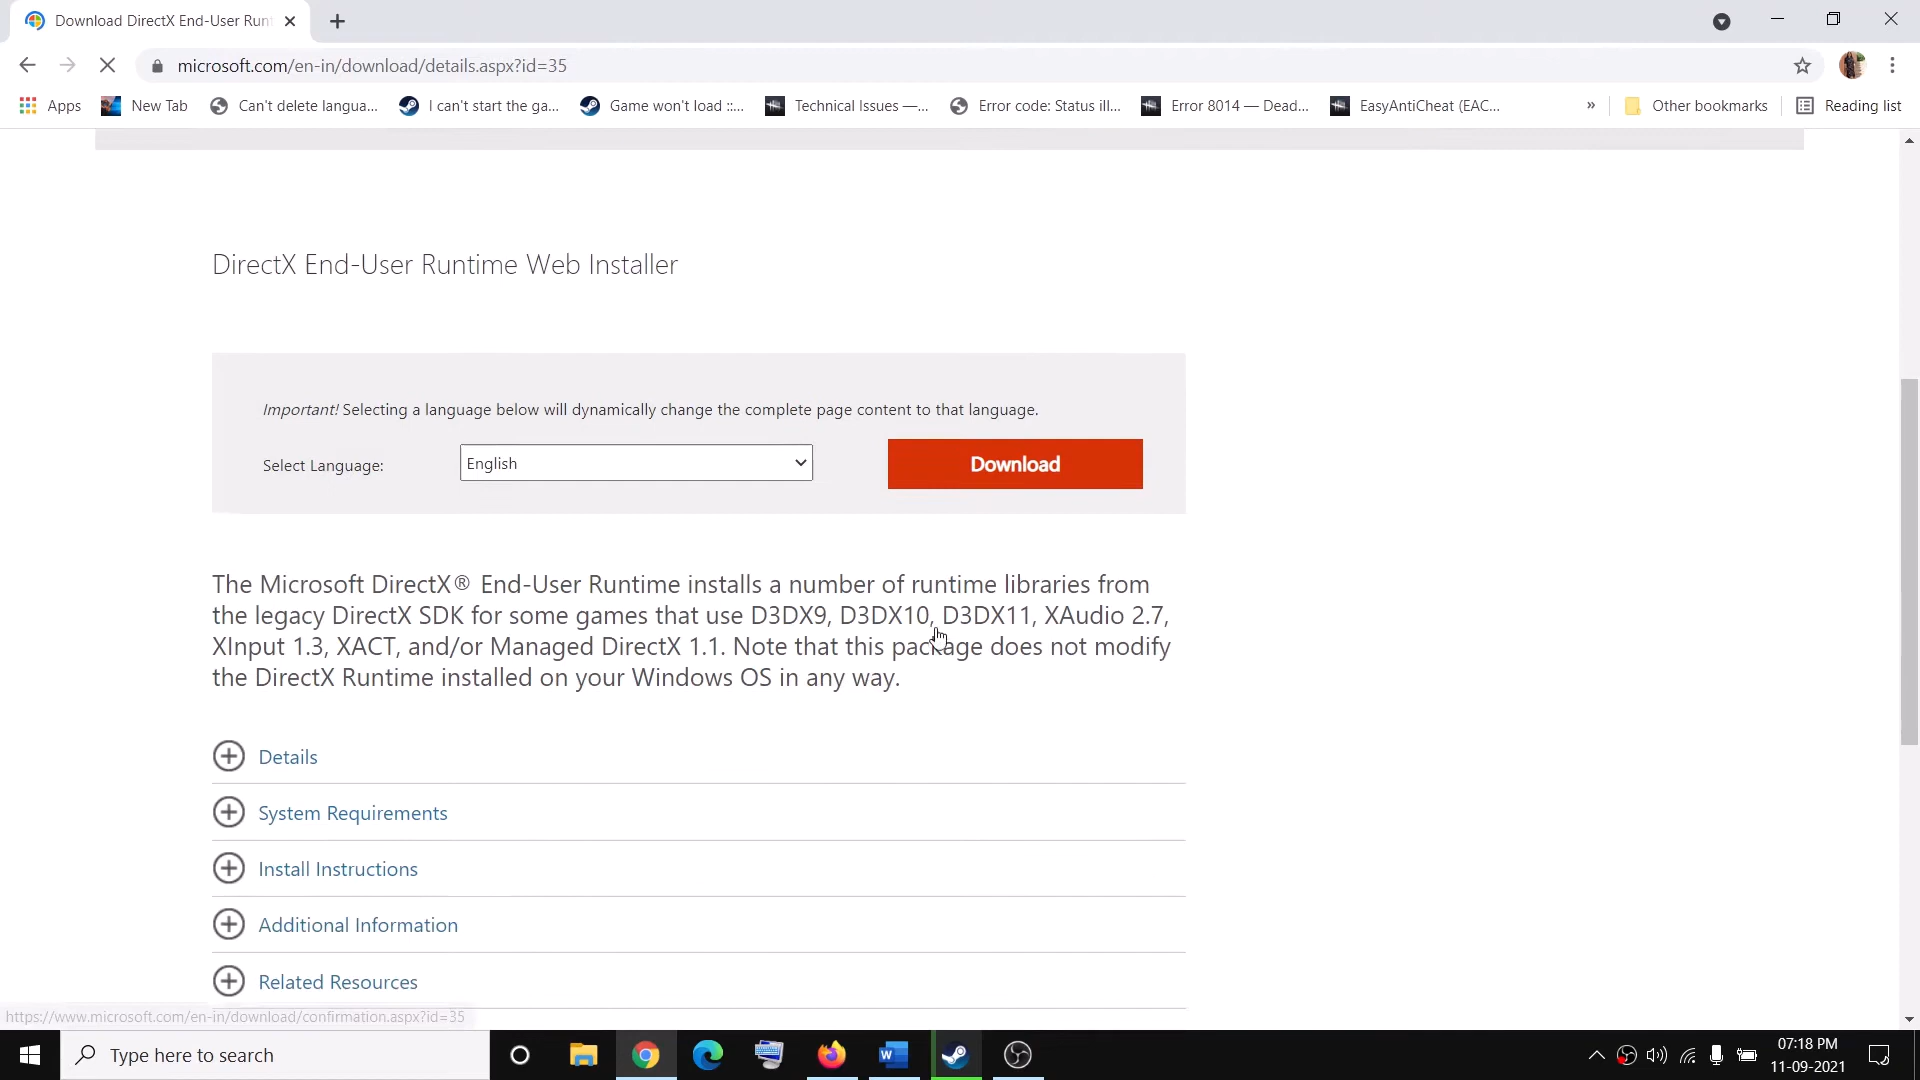 Download DirectX End-User Runt
microsoft.com/en-in/download/details.aspx?id=35
Apps
New Tab
Can't delete langua...
I can't start the ga...
Game won't load ::...
Technical Issues —...
Error code: Status ill...
Error 8014 — Dead...
EasyAntiCheat (EAC...
»
Other bookmarks
Reading list
DirectX End-User Runtime Web Installer
Important! Selecting a language below will dynamically change the complete page content to that language.
Select Language:
English
Download
The Microsoft DirectX® End-User Runtime installs a number of runtime libraries from
the legacy DirectX SDK for some games that use D3DX9, D3DX10, D3DX11, XAudio 2.7,
XInput 1.3, XACT, and/or Managed DirectX 1.1. Note that this package does not modify
the DirectX Runtime installed on your Windows OS in any way.
Details
System Requirements
Install Instructions
Additional Information
Related Resources
https://www.microsoft.com/en-in/download/confirmation.aspx?id=35
Type here to search
07:18 PM
11-09-2021